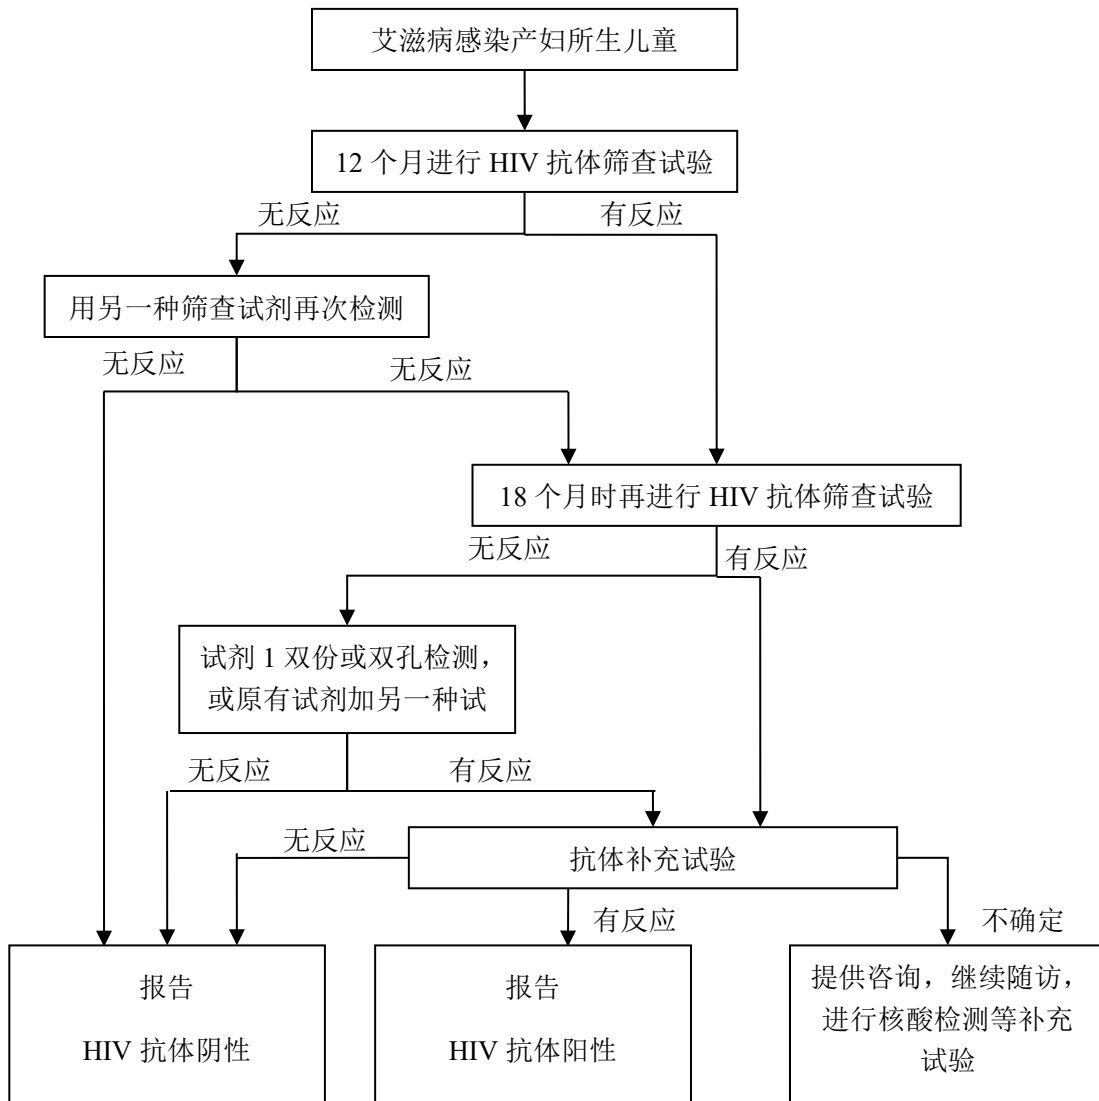 艾滋病感染产妇所生儿童
12 个月进行 HIV 抗体筛查试验
无反应
有反应
用另一种筛查试剂再次检测
无反应
无反应
18 个月时再进行 HIV 抗体筛查试验
无反应
有反应
试剂 1 双份或双孔检测，
或原有试剂加另一种试
无反应
有反应
无反应
抗体补充试验
有反应
不确定
报告
HIV 抗体阴性
报告
HIV 抗体阳性
提供咨询，继续随访，
进行核酸检测等补充
试验